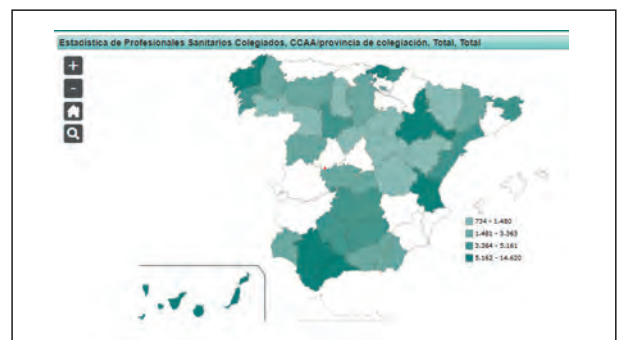 Estadística de Profesionales Sanitarios Colegiados, CCAA/provincia de colegiación, Total, Total
+
-
734 - 1.480
1.481 - 3.363
3.364 - 5.161
5.162 - 14.620